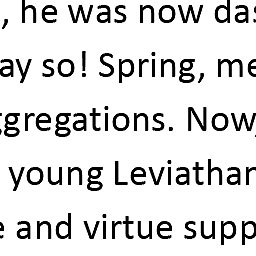 , he was now das
ay so! Spring, me
ggregations. Now,
young Leviathan
e and virtue supp